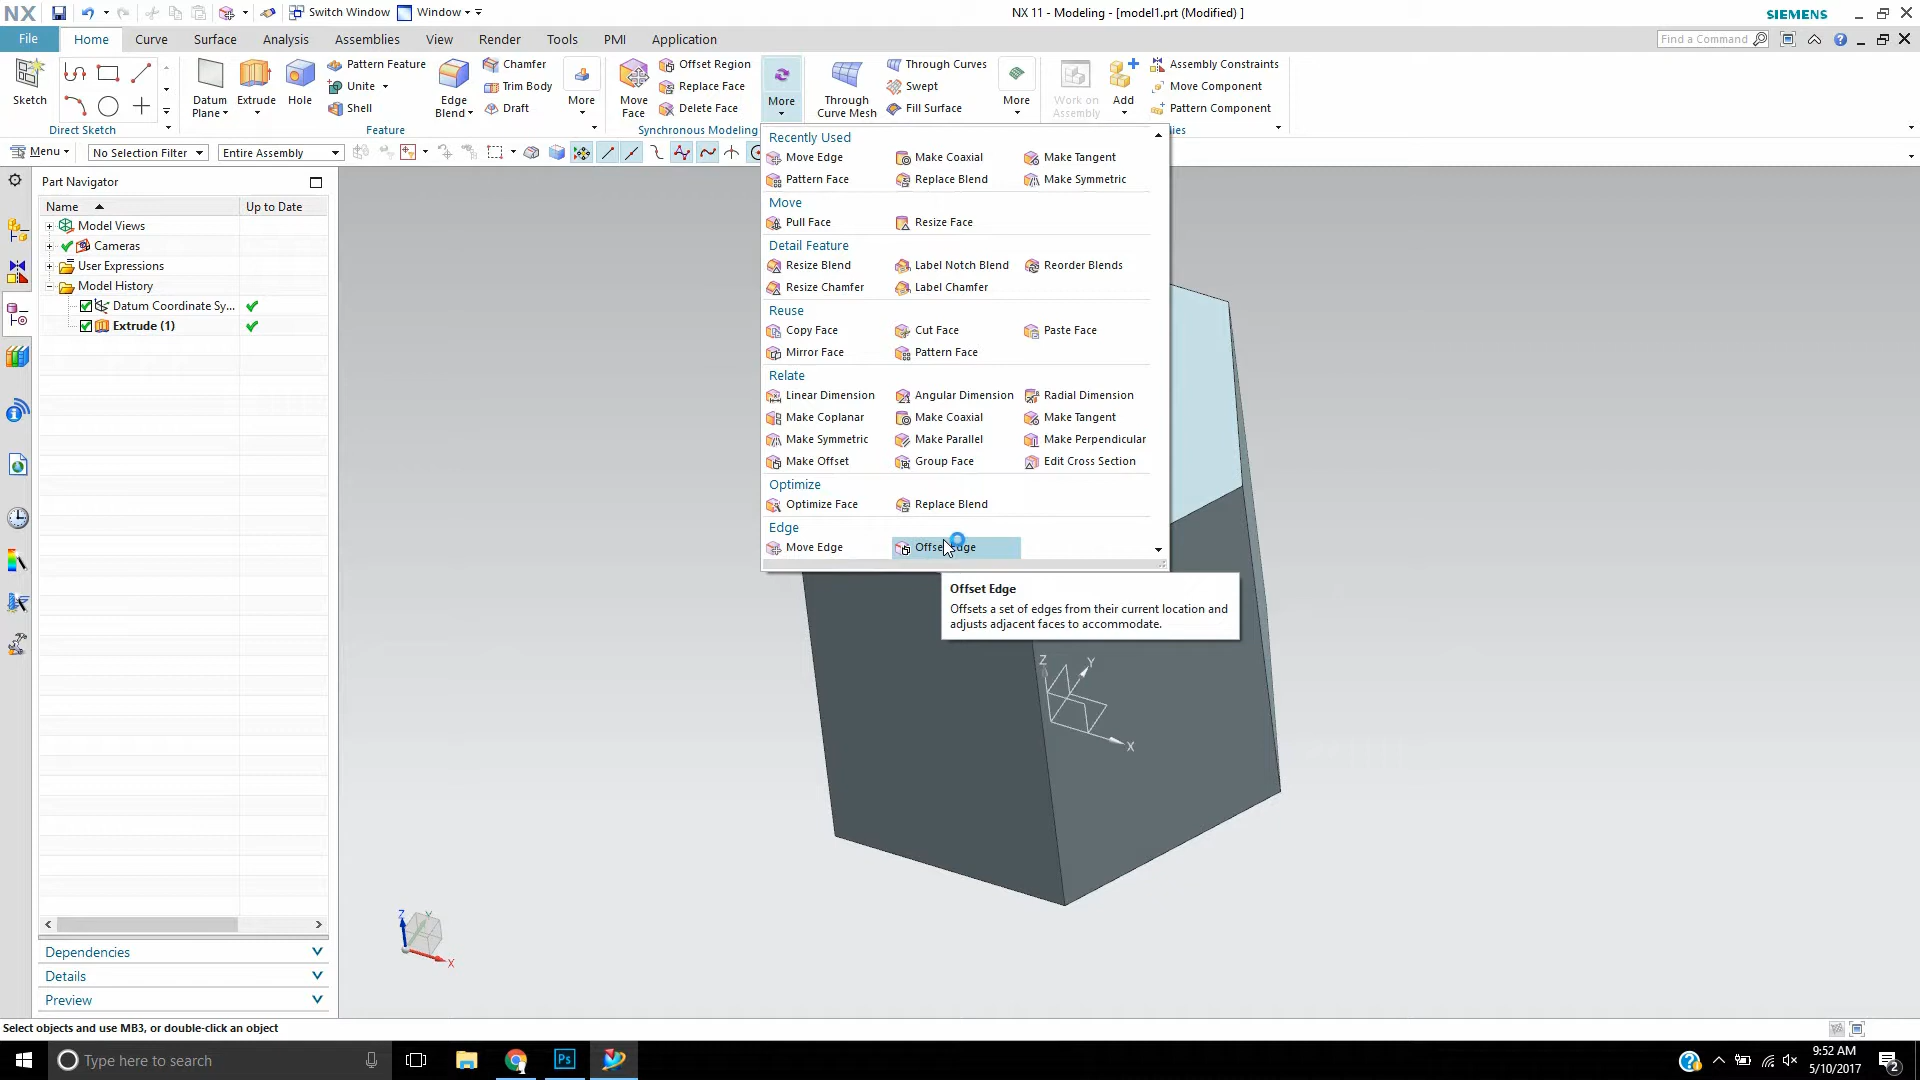 NX Switch Window Window NX 11 - Modeling - [model1.prt (Modified) ] SIEMENS
File Home Curve Surface Analysis Assemblies View Render Tools PMI Application Find a Command
Sketch
Direct Sketch
Datum Plane
Extrude
Hole
Pattern Feature
Unite
Shell
Edge Blend
Chamfer
Trim Body
Draft
More
Feature
Move Face
Offset Region
Replace Face
Delete Face
Synchronous Modeling
More
Through Curve Mesh
Through Curves
Swept
Fill Surface
More
Work on Assembly
Add
Assembly Constraints
Move Component
Pattern Component
ies
Menu No Selection Filter Entire Assembly
Part Navigator
Name Up to Date
Model Views
Cameras
User Expressions
Model History
Datum Coordinate Sy...
Extrude (1)
Dependencies
Details
Preview
Recently Used
Move Edge Make Coaxial Make Tangent
Pattern Face Replace Blend Make Symmetric
Move
Pull Face Resize Face
Detail Feature
Resize Blend Label Notch Blend Reorder Blends
Resize Chamfer Label Chamfer
Reuse
Copy Face Cut Face Paste Face
Mirror Face Pattern Face
Relate
Linear Dimension Angular Dimension Radial Dimension
Make Coplanar Make Coaxial Make Tangent
Make Symmetric Make Parallel Make Perpendicular
Make Offset Group Face Edit Cross Section
Optimize
Optimize Face Replace Blend
Edge
Move Edge Offset Edge
Offset Edge
Offsets a set of edges from their current location and
adjusts adjacent faces to accommodate.
Z Y
X
Z Y
X
Select objects and use MB3, or double-click an object
Type here to search Ps 9:52 AM
5/10/2017 2